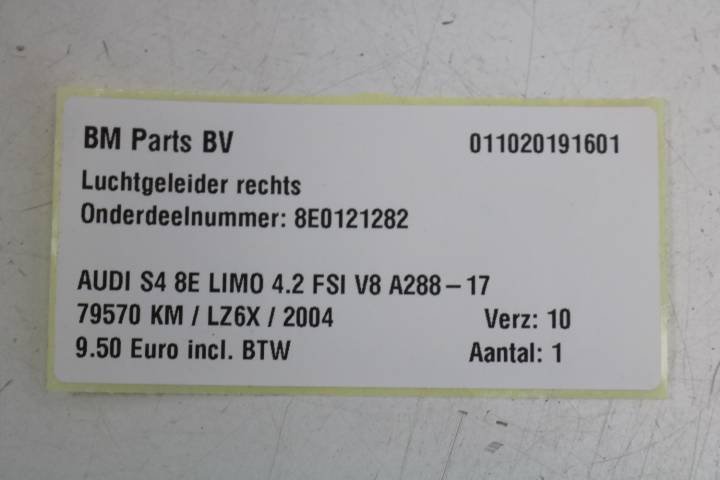 BM Parts BV 011020191601
Luchtgeleider rechts
Onderdeelnummer: 8E0121282
AUDI S4 8E LIMO 4.2 FSI V8 A288-17
79570 KM / LZ6X / 2004 Verz: 10
9.50 Euro incl. BTW Aantal: 1